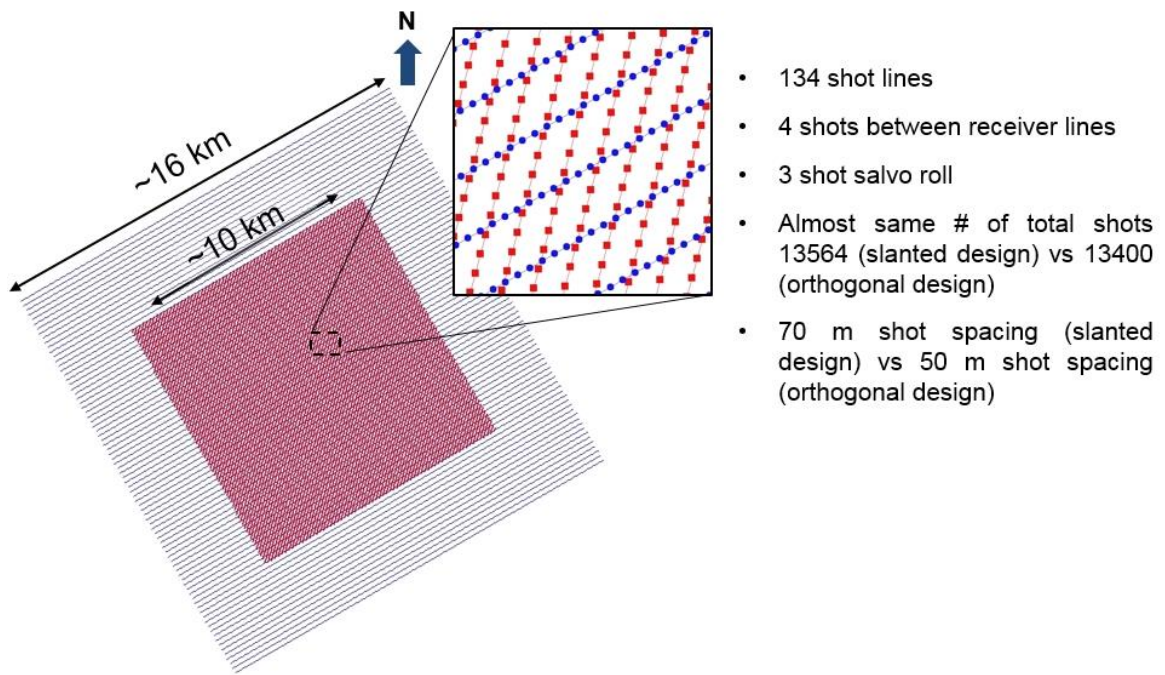 N
~16 km
~10 km
• 134 shot lines
• 4 shots between receiver lines
• 3 shot salvo roll
• Almost same # of total shots
13564 (slanted design) vs 13400
(orthogonal design)
• 70 m shot spacing (slanted
design) vs 50 m shot spacing
(orthogonal design)